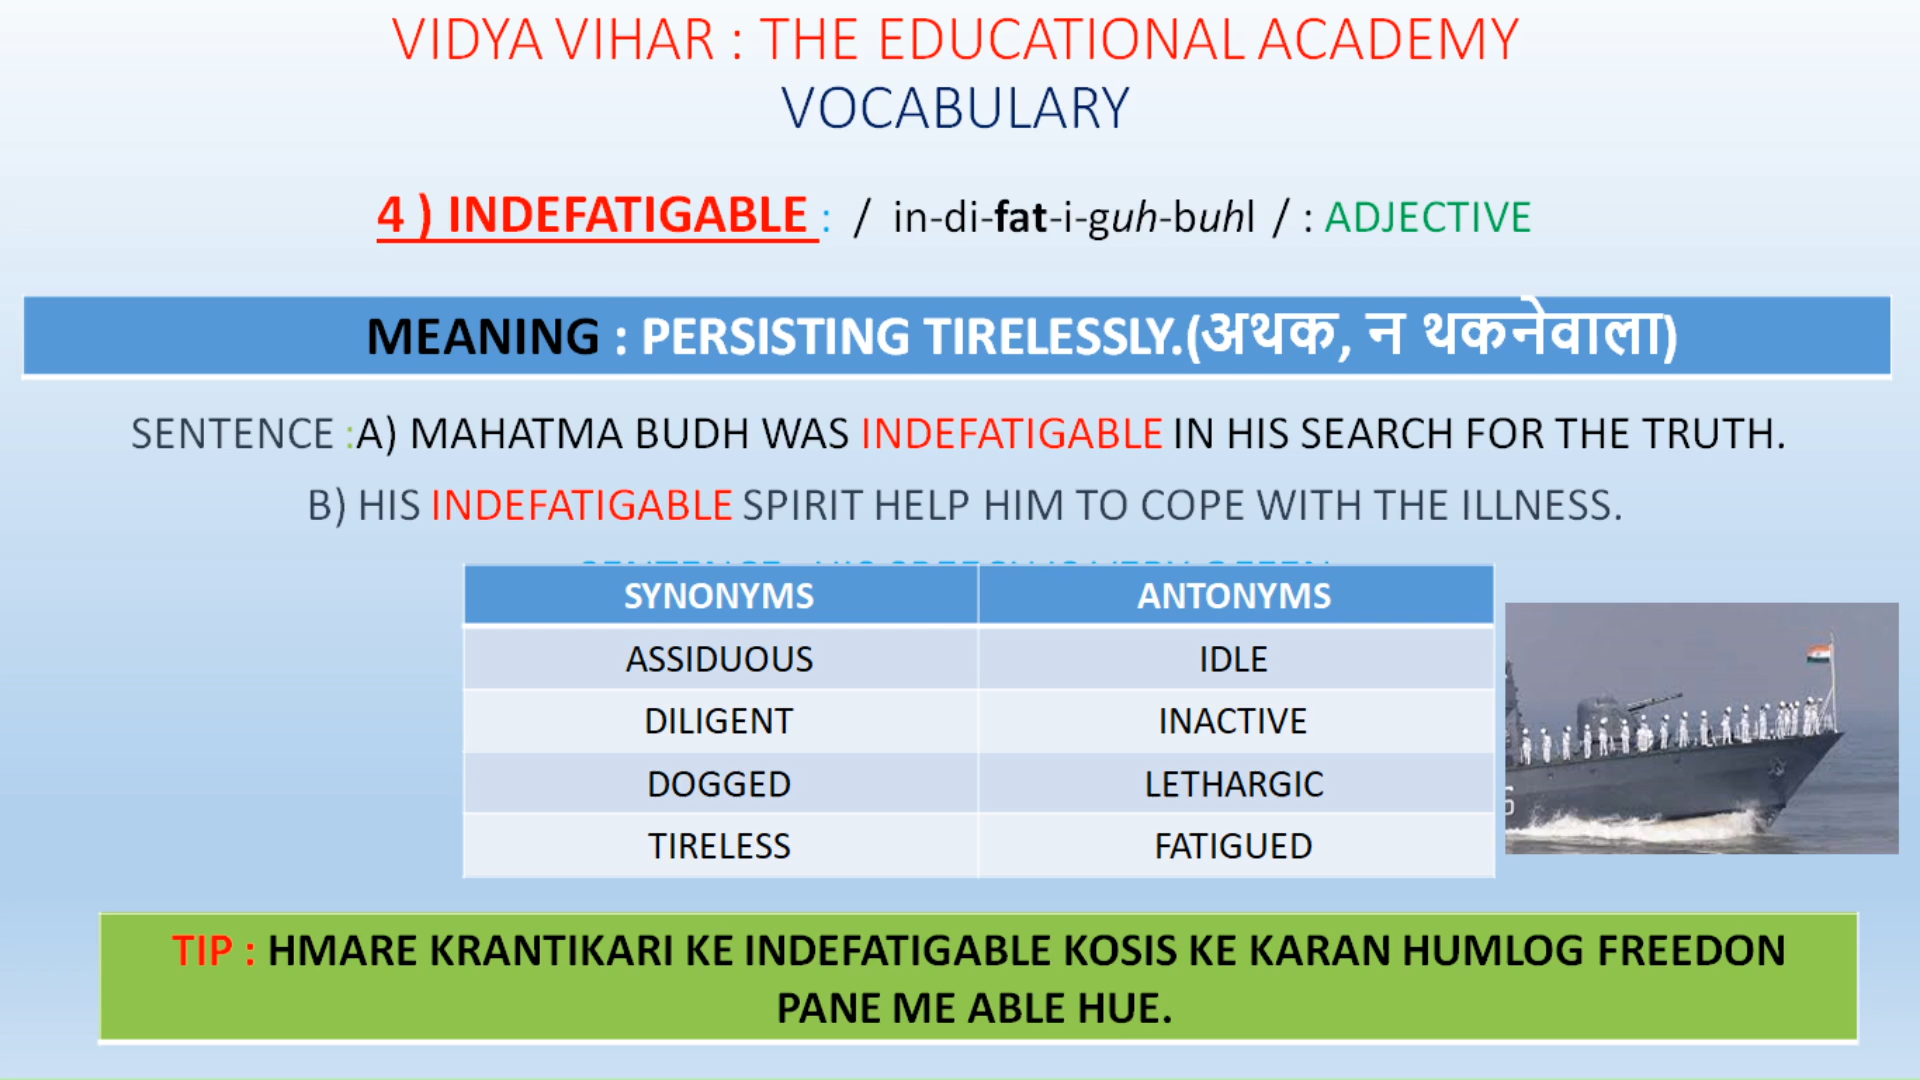 VIDYA VIHAR : THE EDUCATIONAL ACADEMY
VOCABULARY
4 ) INDEFATIGABLE : / in-di-fat-i-guh-buhl / : ADJECTIVE
MEANING : PERSISTING TIRELESSLY.(अथक, न थकनेवाला)
SENTENCE :A) MAHATMA BUDH WAS INDEFATIGABLE IN HIS SEARCH FOR THE TRUTH.
B) HIS INDEFATIGABLE SPIRIT HELP HIM TO COPE WITH THE ILLNESS.
SYNONYMS ANTONYMS
ASSIDUOUS IDLE
DILIGENT INACTIVE
DOGGED LETHARGIC
TIRELESS FATIGUED
TIP : HMARE KRANTIKARI KE INDEFATIGABLE KOSIS KE KARAN HUMLOG FREEDON
PANE ME ABLE HUE.